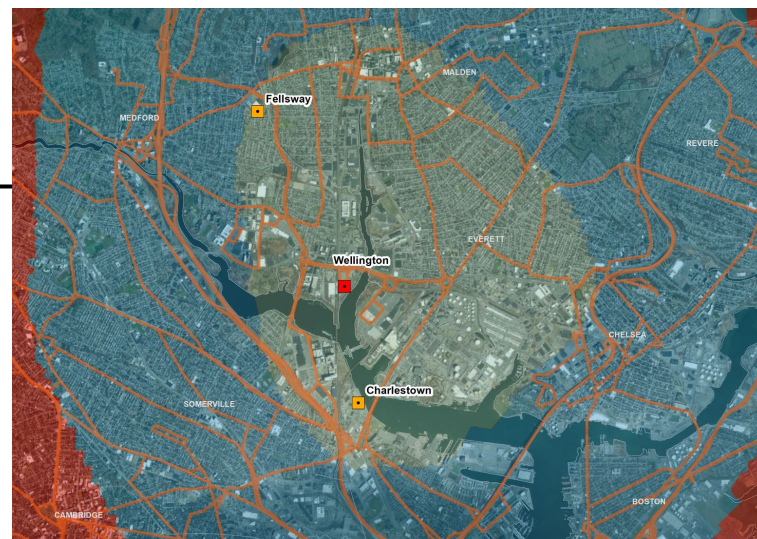 MALDEN
Fellsway
MEDFORD
REVERE
EVERETT
Wellington
CHELSEA
Charlestown
SOMERVILLE
BOSTON
CAMBRIDGE